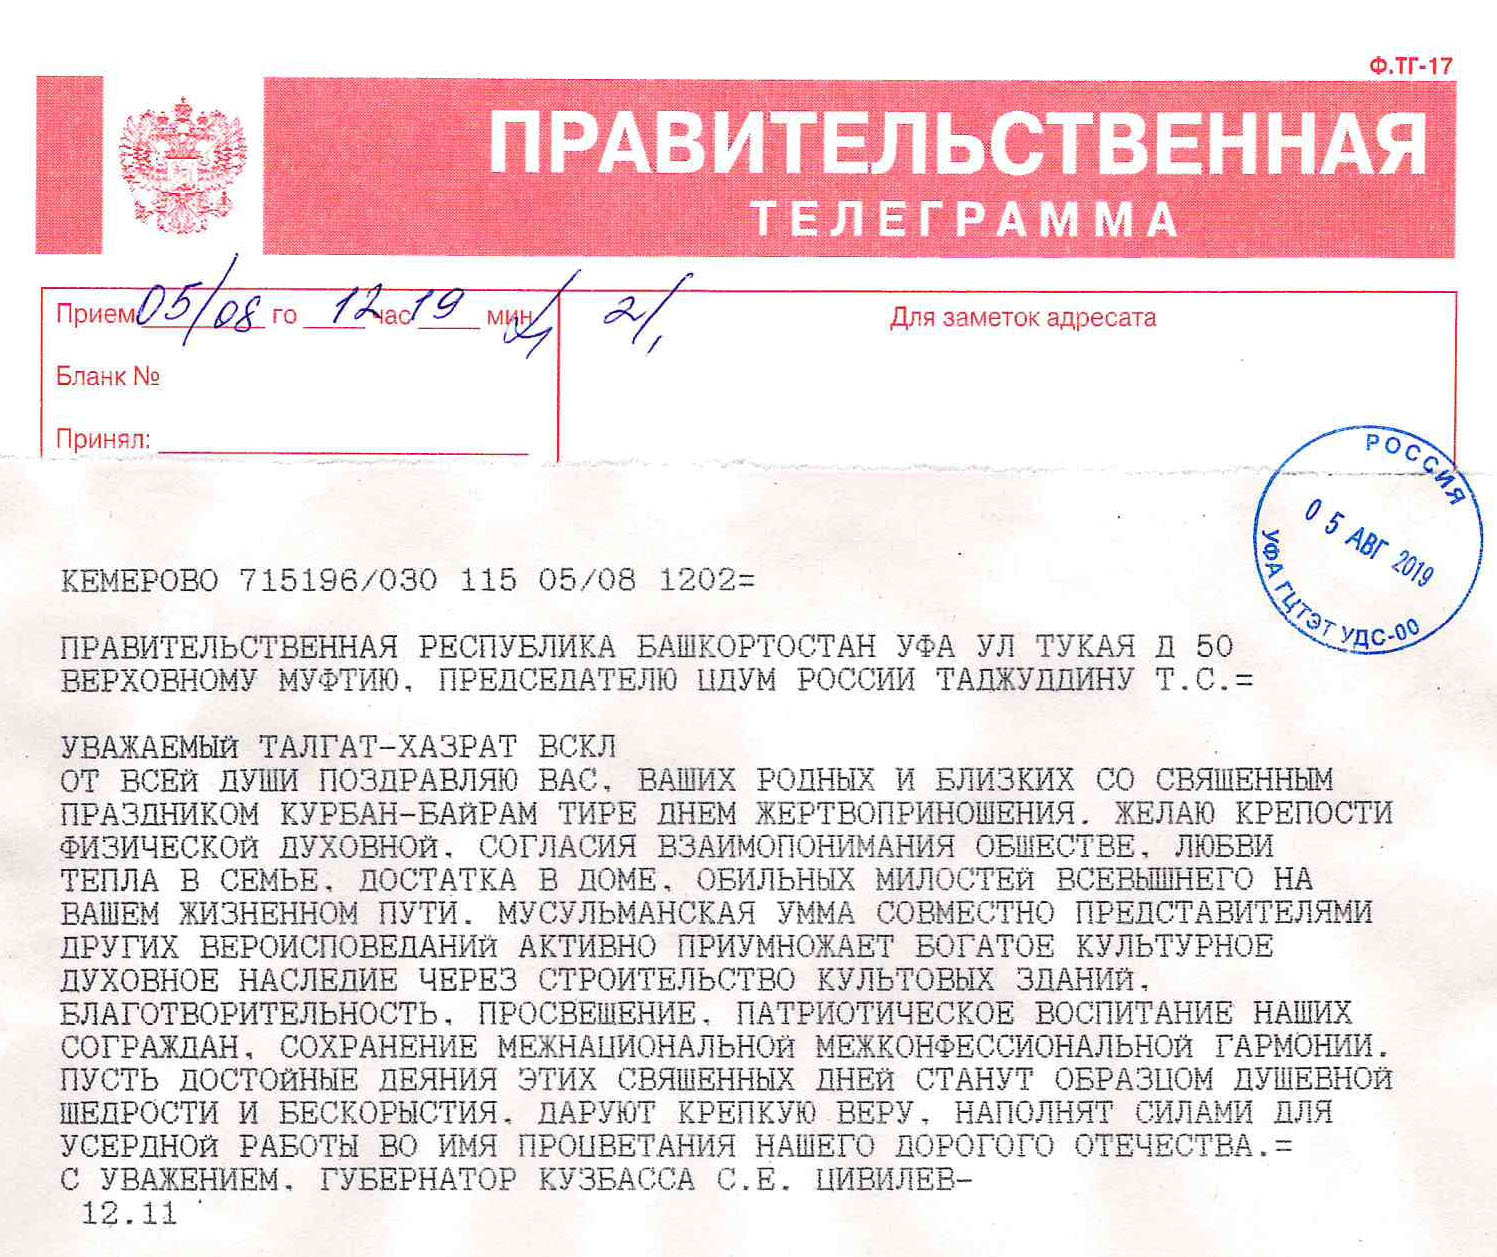 Ф.ТГ-17
ПРАВИТЕЛЬСТВЕННАЯ
ТЕЛЕГРАММА
Прием 05/08 го 12 час 19 мин
2/,
Для заметок адресата
Бланк №
Принял:
РОССИЯ
05 АВГ 2019
УФА ГЦТЭТ УДС-00
КЕМЕРОВО 715196/030 115 05/08 1202=
ПРАВИТЕЛЬСТВЕННАЯ РЕСПУБЛИКА БАШКОРТОСТАН УФА УЛ ТУКАЯ Д 50
ВЕРХОВНОМУ МУФТИЮ, ПРЕДСЕДАТЕЛЮ ЦДУМ РОССИИ ТАДЖУДДИНУ Т.С.=
УВАЖАЕМЫЙ ТАЛГАТ-ХАЗРАТ ВСКЛ
ОТ ВСЕЙ ДУШИ ПОЗДРАВЛЯЮ ВАС, ВАШИХ РОДНЫХ И БЛИЗКИХ СО СВЯЩЕННЫМ
ПРАЗДНИКОМ КУРБАН-БАЙРАМ ТИРЕ ДНЕМ ЖЕРТВОПРИНОШЕНИЯ. ЖЕЛАЮ КРЕПОСТИ
ФИЗИЧЕСКОЙ ДУХОВНОЙ, СОГЛАСИЯ ВЗАИМОПОНИМАНИЯ ОБЩЕСТВЕ, ЛЮБВИ
ТЕПЛА В СЕМЬЕ, ДОСТАТКА В ДОМЕ, ОБИЛЬНЫХ МИЛОСТЕЙ ВСЕВЫШНЕГО НА
ВАШЕМ ЖИЗНЕННОМ ПУТИ. МУСУЛЬМАНСКАЯ УММА СОВМЕСТНО ПРЕДСТАВИТЕЛЯМИ
ДРУГИХ ВЕРОИСПОВЕДАНИЙ АКТИВНО ПРИУМНОЖАЕТ БОГАТОЕ КУЛЬТУРНОЕ
ДУХОВНОЕ НАСЛЕДИЕ ЧЕРЕЗ СТРОИТЕЛЬСТВО КУЛЬТОВЫХ ЗДАНИЙ,
БЛАГОТВОРИТЕЛЬНОСТЬ, ПРОСВЕЩЕНИЕ, ПАТРИОТИЧЕСКОЕ ВОСПИТАНИЕ НАШИХ
СОГРАЖДАН, СОХРАНЕНИЕ МЕЖНАЦИОНАЛЬНОЙ МЕЖКОНФЕССИОНАЛЬНОЙ ГАРМОНИИ.
ПУСТЬ ДОСТОЙНЫЕ ДЕЯНИЯ ЭТИХ СВЯЩЕННЫХ ДНЕЙ СТАНУТ ОБРАЗЦОМ ДУШЕВНОЙ
ЩЕДРОСТИ И БЕСКОРЫСТИЯ, ДАРУЮТ КРЕПКУЮ ВЕРУ, НАПОЛНЯТ СИЛАМИ ДЛЯ
УСЕРДНОЙ РАБОТЫ ВО ИМЯ ПРОЦВЕТАНИЯ НАШЕГО ДОРОГОГО ОТЕЧЕСТВА.=
С УВАЖЕНИЕМ, ГУБЕРНАТОР КУЗБАССА С.Е. ЦИВИЛЕВ-
12.11